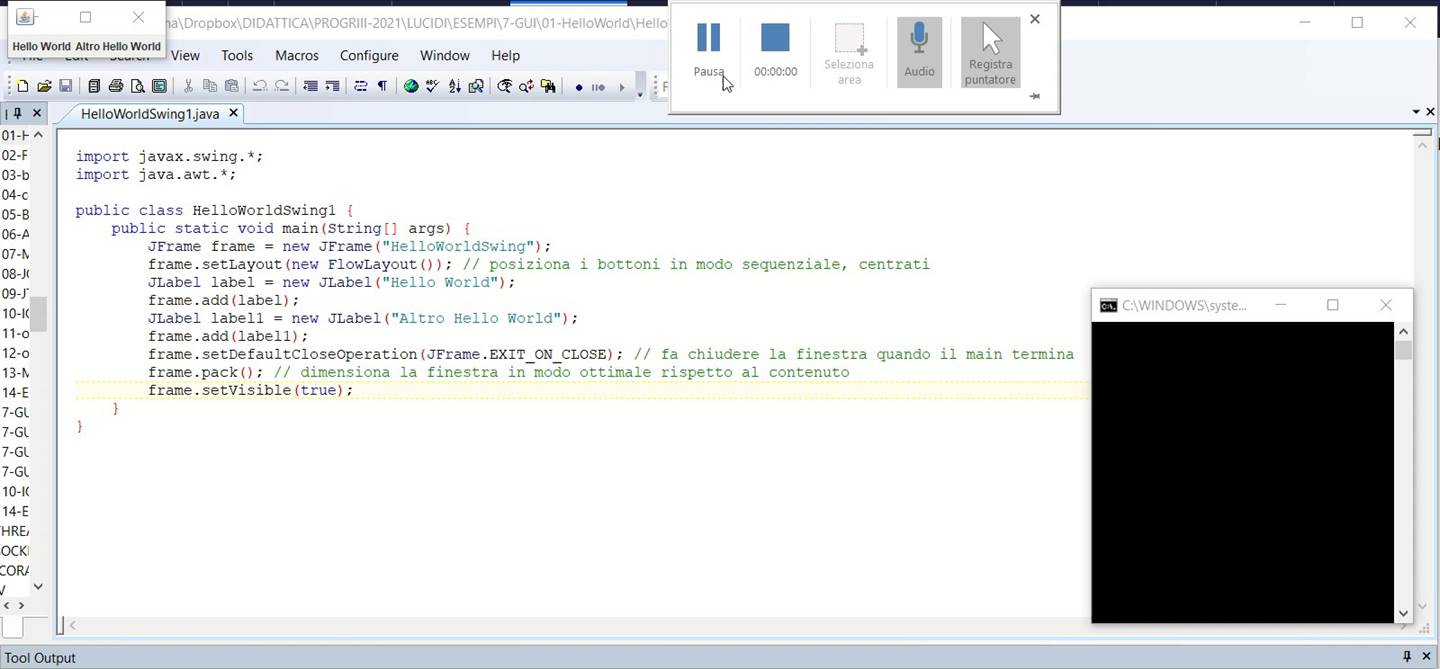 a\Dropbox\DIDATTICA\PROGRIII-2021\LUCIDI\ESEMPI\7-GUI\01-HelloWorld\Hello
Hello World Altro Hello World
View Tools Macros Configure Window Help
Pausa
00:00:00
Seleziona
area
Audio
Registra
puntatore
HelloWorldSwing1.java
01-H
02-F
03-b
04-c
05-B
06-A
07-M
08-JC
09-JT
10-IC
11-o
12-o
13-M
14-E
7-GU
7-GU
7-GU
7-GU
10-IC
14-E
THREA
OCKE
CORA
V
import javax.swing.*;
import java.awt.*;
public class HelloWorldSwing1 {
public static void main(String[] args) {
JFrame frame = new JFrame("HelloWorldSwing");
frame.setLayout(new FlowLayout()); // posiziona i bottoni in modo sequenziale, centrati
JLabel label = new JLabel("Hello World");
frame.add(label);
JLabel label1 = new JLabel("Altro Hello World");
frame.add(label1);
frame.setDefaultCloseOperation(JFrame.EXIT_ON_CLOSE); // fa chiudere la finestra quando il main termina
frame.pack(); // dimensiona la finestra in modo ottimale rispetto al contenuto
frame.setVisible(true);
}
}
C:\WINDOWS\syste...
Tool Output